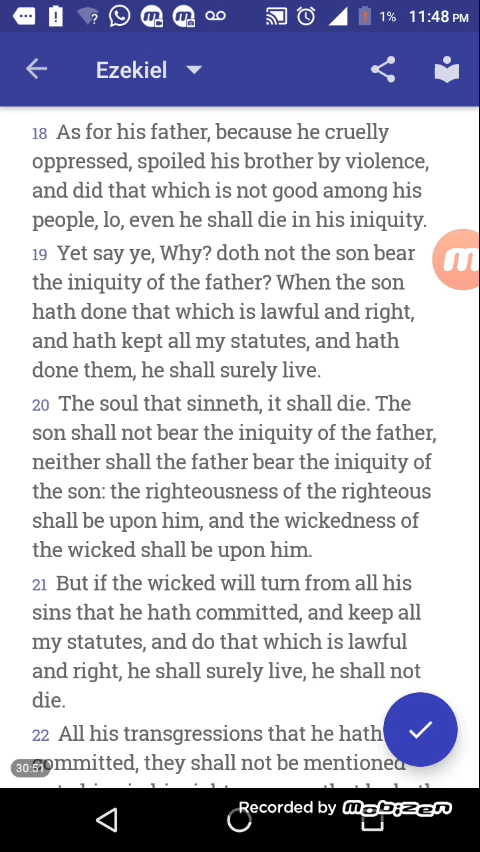 1% 11:48 PM
Ezekiel
18 As for his father, because he cruelly
oppressed, spoiled his brother by violence,
and did that which is not good among his
people, lo, even he shall die in his iniquity.
19 Yet say ye, Why? doth not the son bear
the iniquity of the father? When the son
hath done that which is lawful and right,
and hath kept all my statutes, and hath
done them, he shall surely live.
20 The soul that sinneth, it shall die. The
son shall not bear the iniquity of the father,
neither shall the father bear the iniquity of
the son: the righteousness of the righteous
shall be upon him, and the wickedness of
the wicked shall be upon him.
21 But if the wicked will turn from all his
sins that he hath committed, and keep all
my statutes, and do that which is lawful
and right, he shall surely live, he shall not
die.
22 All his transgressions that he hath
30:51
committed, they shall not be mentioned
Recorded by mobizen